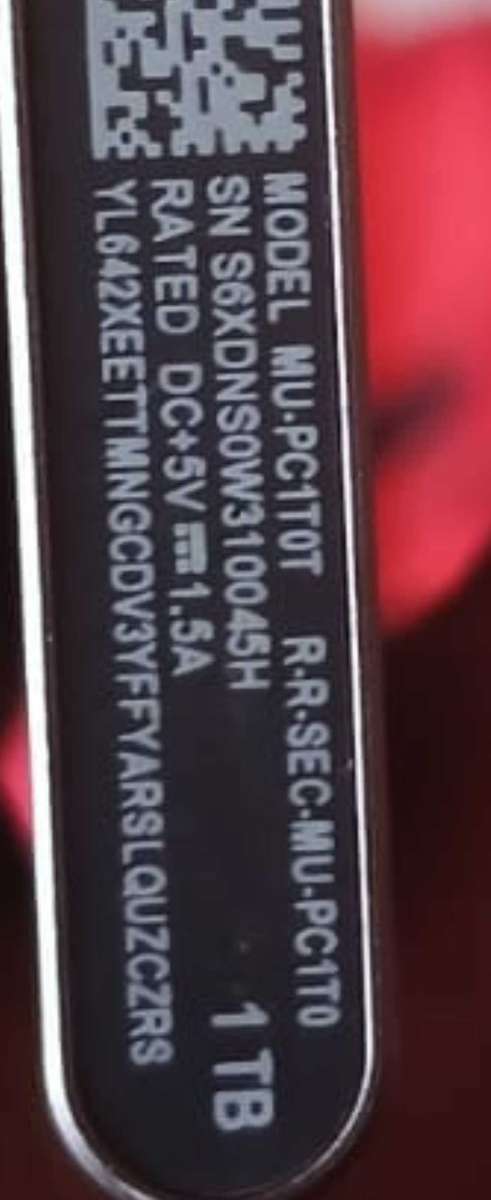 MODEL MU-PC1T0T R-R-SEC-MU-PC1T0
SN S6XDNS0W310045H
RATED DC+5V ⎓ 1.5A 1 TB
YL642XEETTMNGCDV3YFFYARSLQUZCZRS